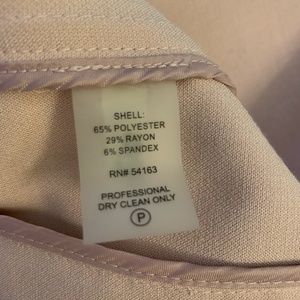 SHELL:
65% POLYESTER
29% RAYON
6% SPANDEX
RN# 54163
PROFESSIONAL
DRY CLEAN ONLY
P